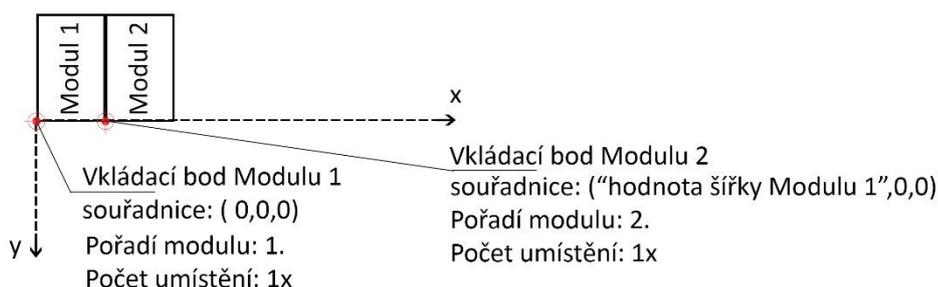 Modul 1
Modul 2
x
Vkládací bod Modulu 1
souřadnice: ( 0,0,0)
Pořadí modulu: 1.
Počet umístění: 1x
Vkládací bod Modulu 2
souřadnice: (“hodnota šířky Modulu 1”,0,0)
Pořadí modulu: 2.
Počet umístění: 1x
y